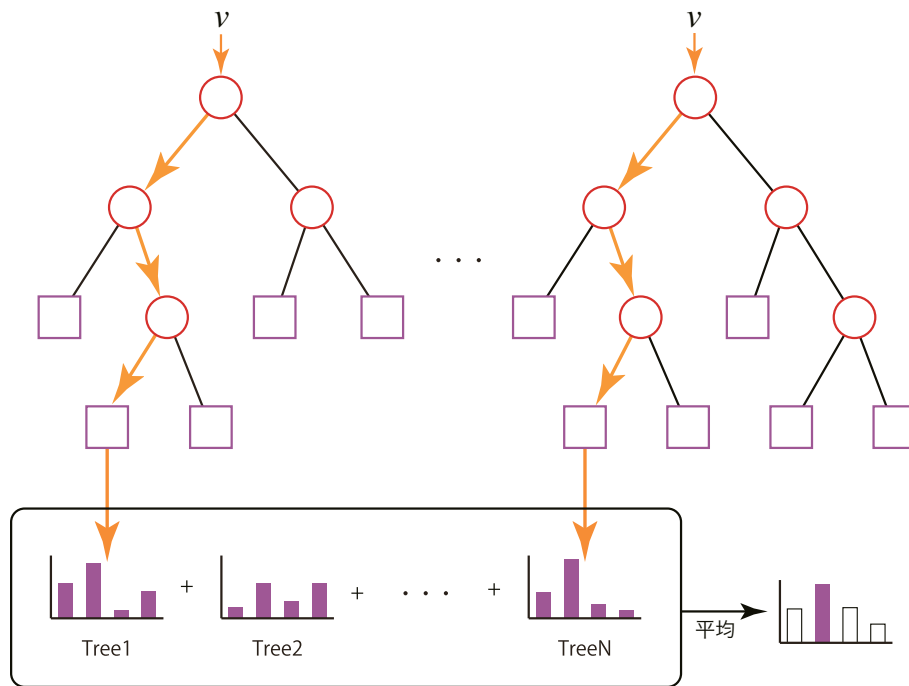 v v
. . .
+ + . . . +
Tree1 Tree2 TreeN
平均